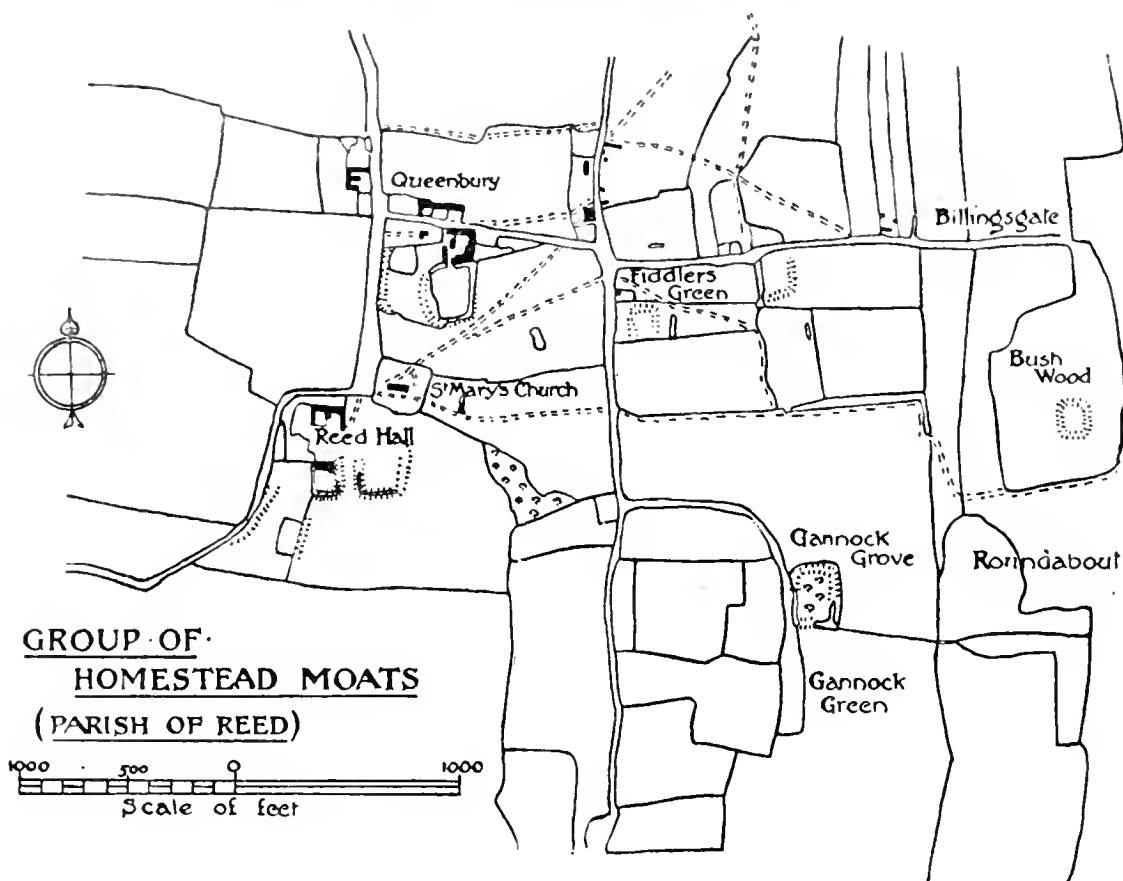 Queenbury
Billingsgate
Fiddlers
Green
Bush
Wood
St Mary's Church
Reed Hall
Gannock
Grove
Roundabout
GROUP·OF·
HOMESTEAD MOATS
(PARISH OF REED)
Gannock
Green
1000 · 500 0 1000
Scale of feet